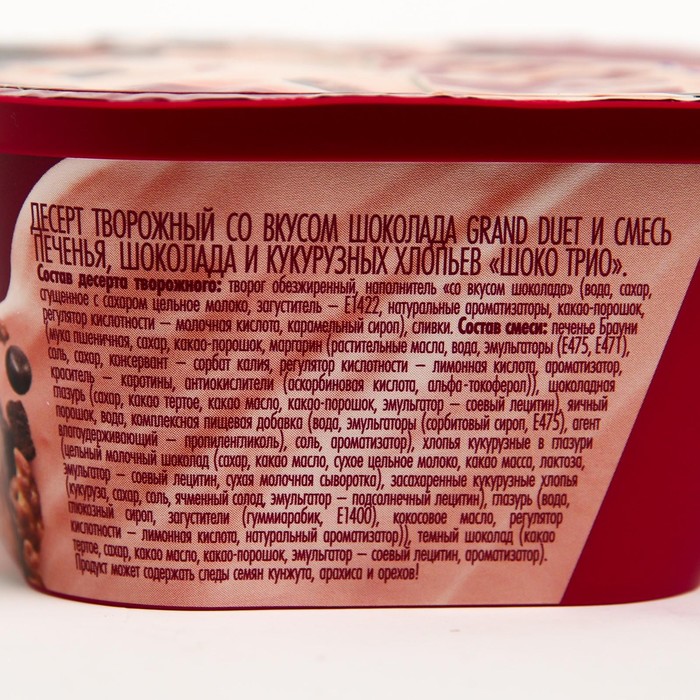 ДЕСЕРТ ТВОРОЖНЫЙ СО ВКУСОМ ШОКОЛАДА GRAND DUET И СМЕСЬ
ПЕЧЕНЬЯ, ШОКОЛАДА И КУКУРУЗНЫХ ХЛОПЬЕВ «ШОКО ТРИО».
Состав десерта творожного: творог обезжиренный, наполнитель «со вкусом шоколада» (вода, сахар,
сгущенное с сахаром цельное молоко, загуститель – Е1422, натуральные ароматизаторы, какао-порошок,
регулятор кислотности – молочная кислота, карамельный сироп), сливки. Состав смеси: печенье Брауни
(мука пшеничная, сахар, какао-порошок, маргарин (растительные масла, вода, эмульгаторы (Е475, Е471),
соль, сахар, консервант – сорбат калия, регулятор кислотности – лимонная кислота, ароматизатор,
краситель – каротины, антиокислители (аскорбиновая кислота, альфа-токоферол)), шоколадная
глазурь (сахар, какао тертое, какао масло, какао-порошок, эмульгатор – соевый лецитин), яичный
порошок, вода, комплексная пищевая добавка (вода, эмульгаторы (сорбитовый сироп, Е475), агент
влагоудерживающий – пропиленгликоль), соль, ароматизатор), хлопья кукурузные в глазури
(цельный молочный шоколад (сахар, какао масло, сухое цельное молоко, какао масса, лактоза,
эмульгатор – соевый лецитин, сухая молочная сыворотка), засахаренные кукурузные хлопья
(кукуруза, сахар, соль, ячменный солод, эмульгатор – подсолнечный лецитин), глазурь (вода,
глюкозный сироп, загустители (гуммиарабик, Е1400), кокосовое масло, регулятор
кислотности – лимонная кислота, натуральный ароматизатор)), темный шоколад (какао
тертое, сахар, какао масло, какао-порошок, эмульгатор – соевый лецитин, ароматизатор).
Продукт может содержать следы семян кунжута, арахиса и орехов!